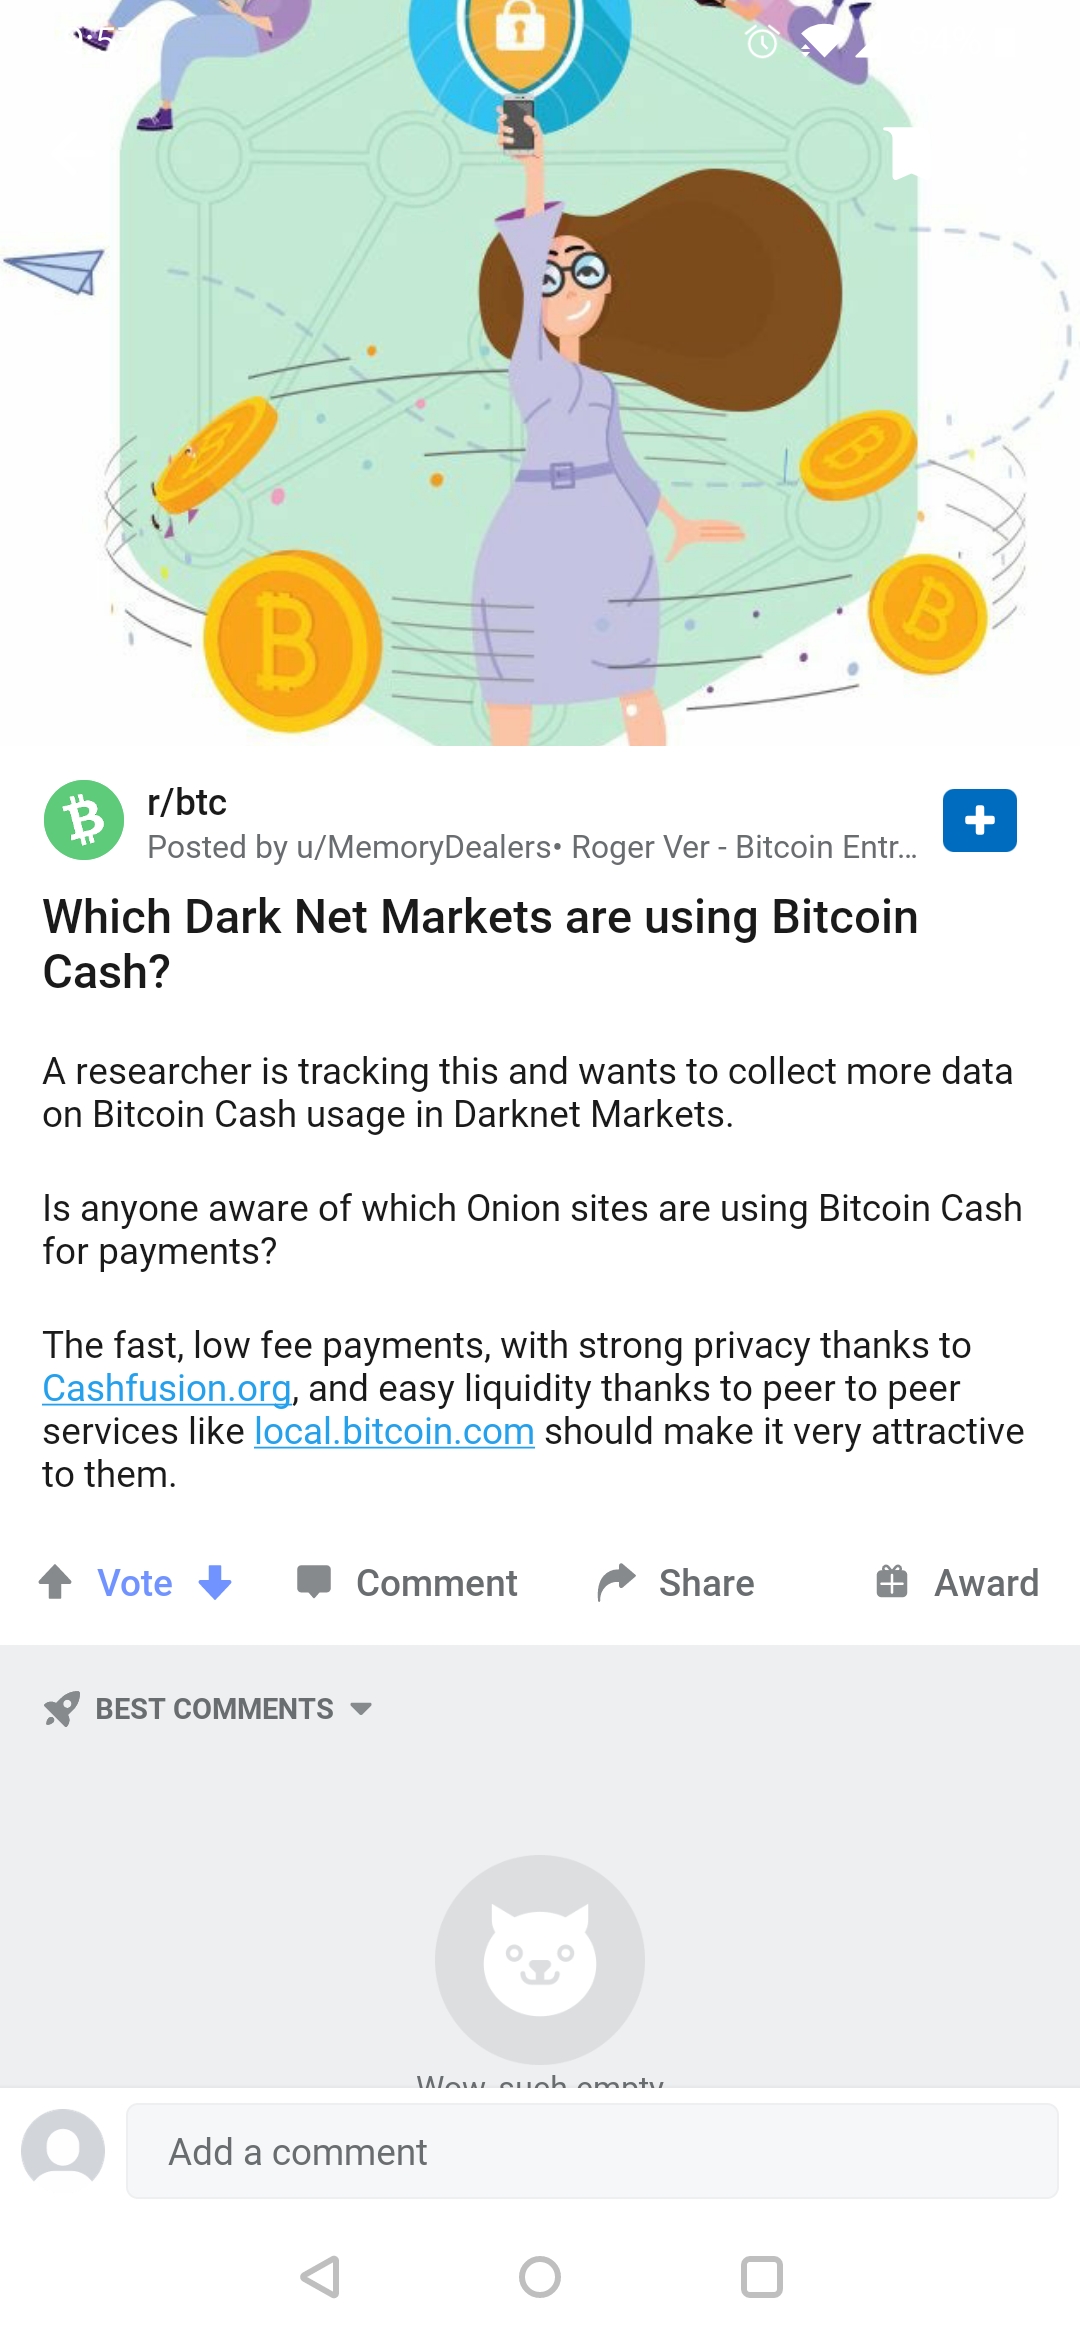 r/btc
Posted by u/MemoryDealers• Roger Ver - Bitcoin Entr...
Which Dark Net Markets are using Bitcoin
Cash?
A researcher is tracking this and wants to collect more data
on Bitcoin Cash usage in Darknet Markets.
Is anyone aware of which Onion sites are using Bitcoin Cash
for payments?
The fast, low fee payments, with strong privacy thanks to
Cashfusion.org, and easy liquidity thanks to peer to peer
services like local.bitcoin.com should make it very attractive
to them.
Vote Comment Share Award
BEST COMMENTS
Wow, such empty
Add a comment